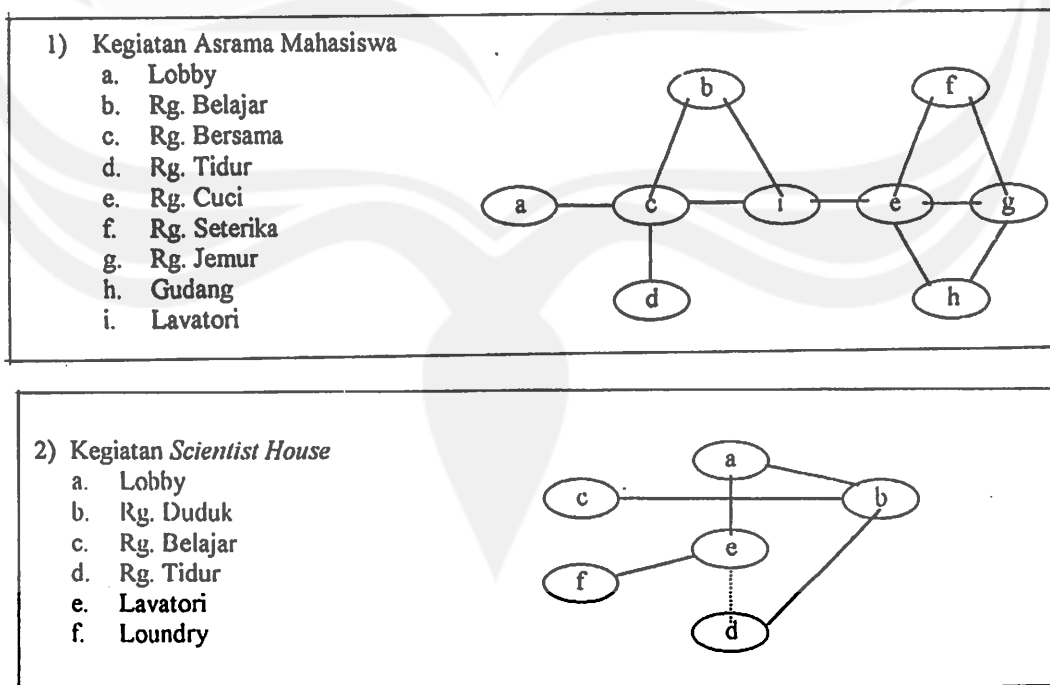 1) Kegiatan Asrama Mahasiswa
a. Lobby
b. Rg. Belajar
c. Rg. Bersama
d. Rg. Tidur
e. Rg. Cuci
f. Rg. Seterika
g. Rg. Jemur
h. Gudang
i. Lavatori
b
f
a
c
i
e
g
d
h
2) Kegiatan Scientist House
a. Lobby
b. Rg. Duduk
c. Rg. Belajar
d. Rg. Tidur
e. Lavatori
f. Loundry
a
c
b
e
f
d